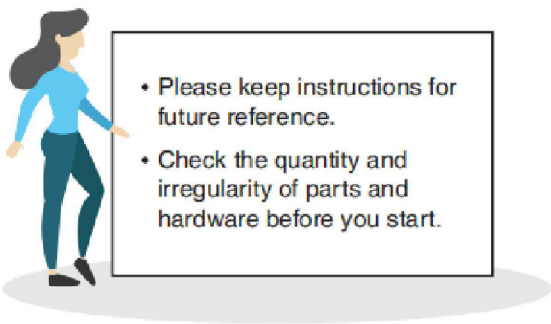 • Please keep instructions for
future reference.
• Check the quantity and
irregularity of parts and
hardware before you start.